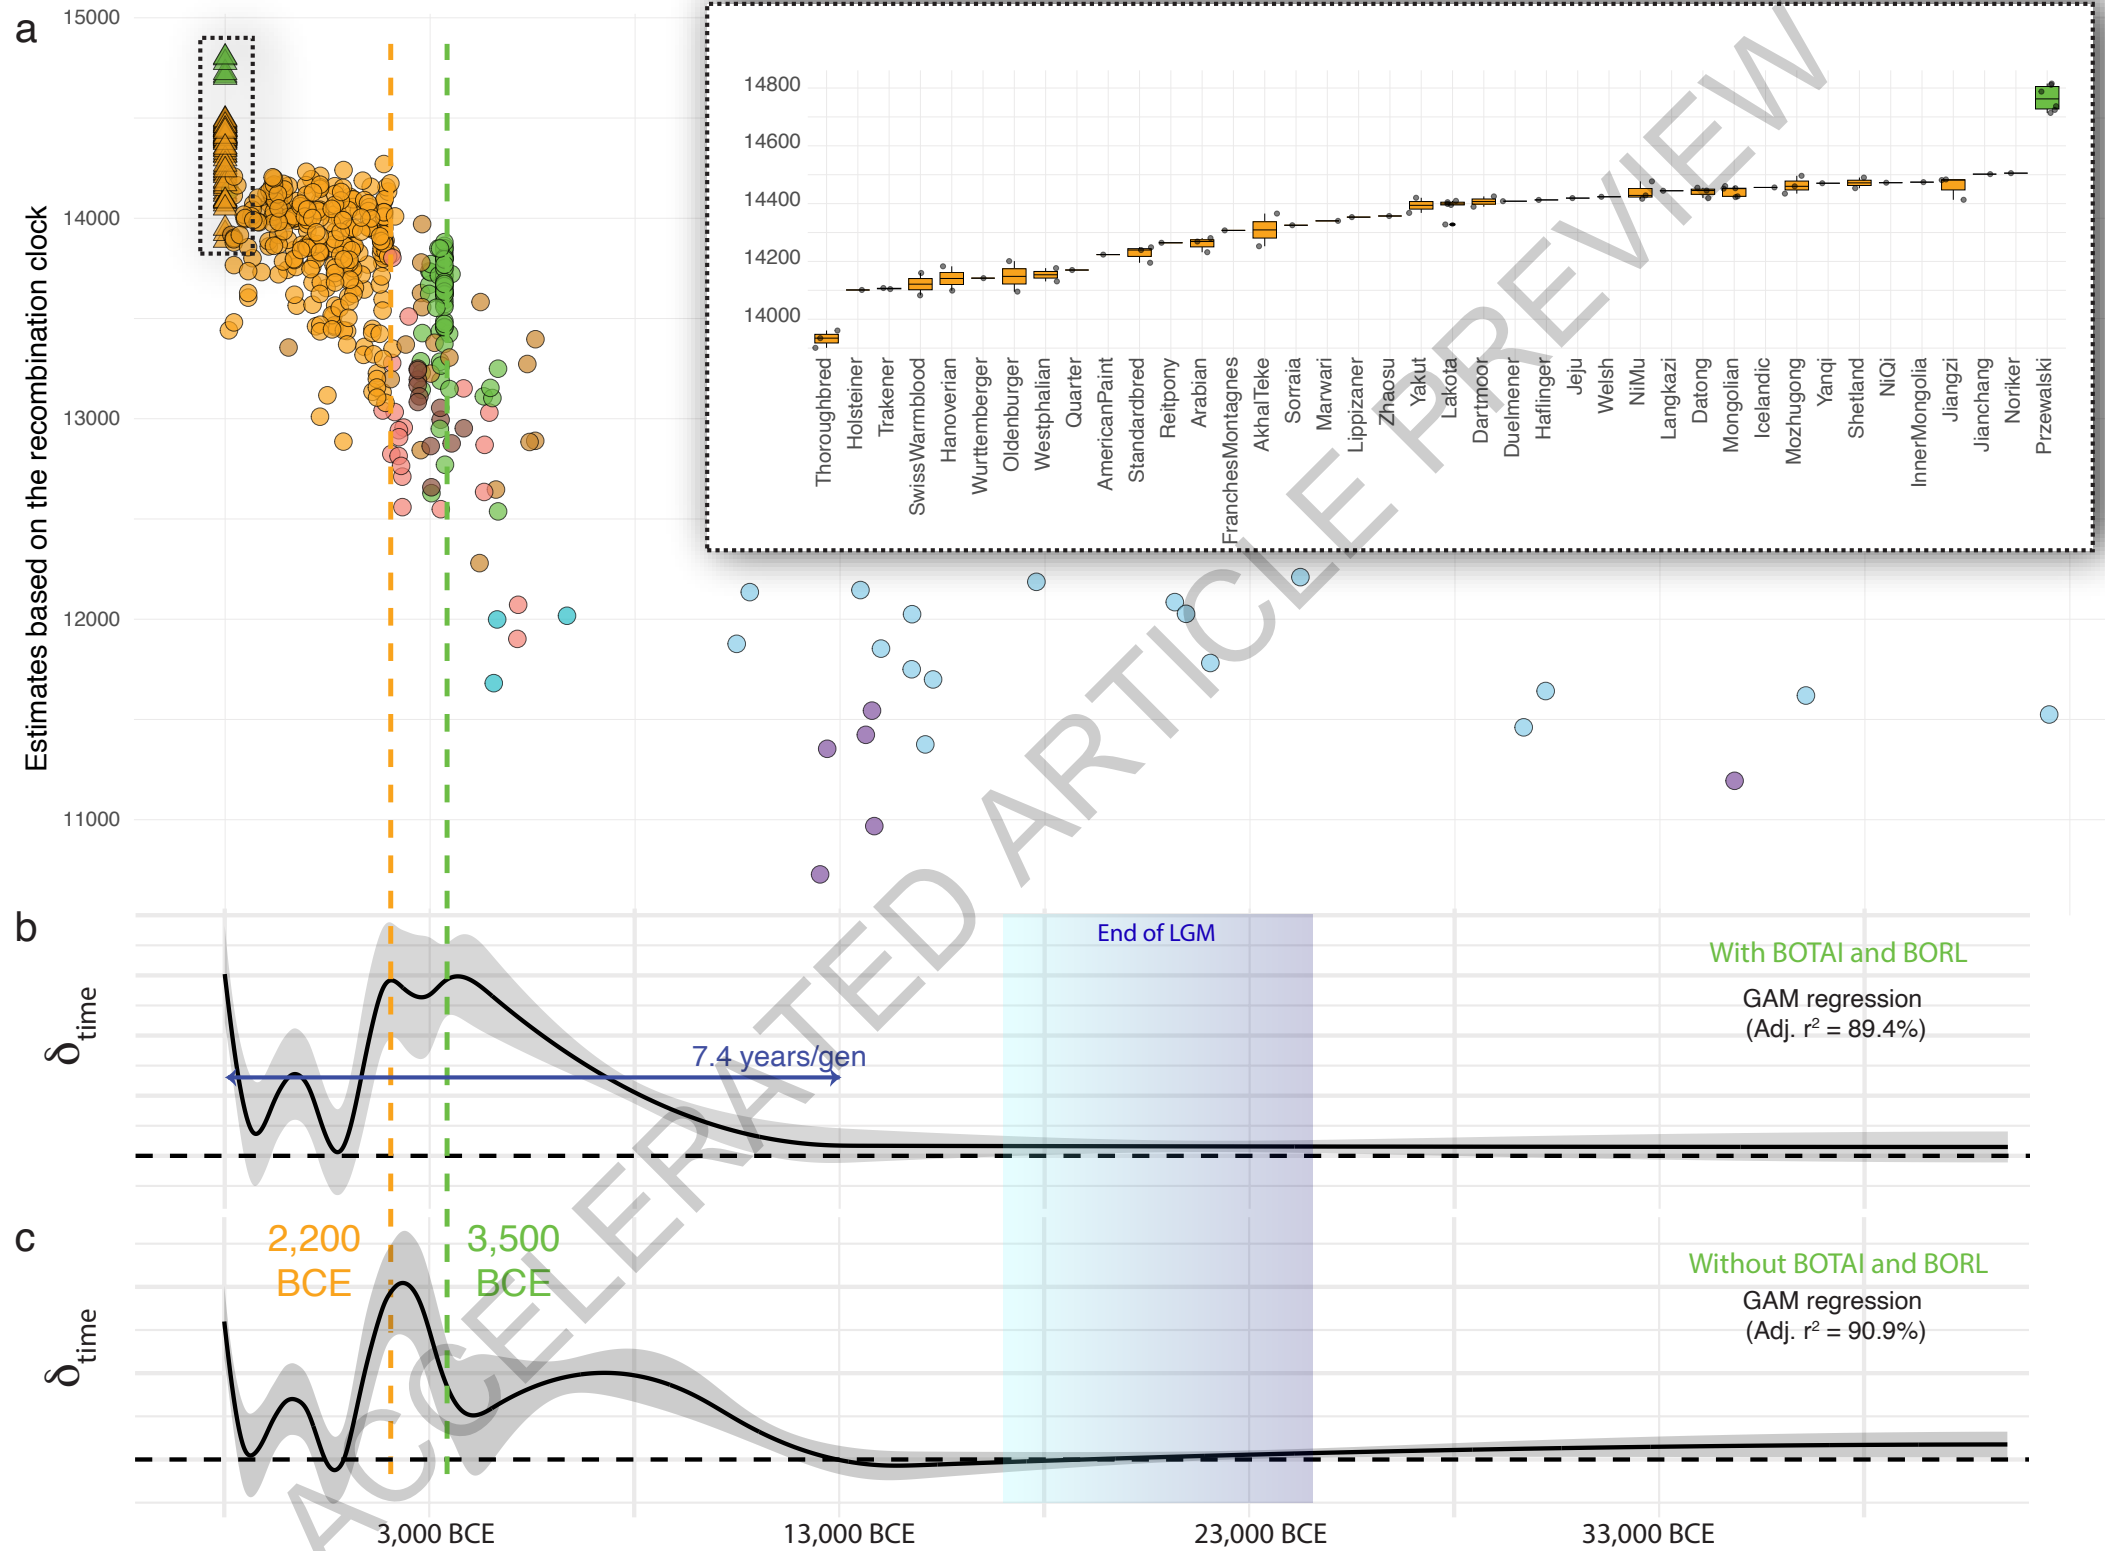 a
15000
14000
13000
12000
11000
Estimates based on the recombination clock
14800
14600
14400
14200
14000
Thoroughbred
Holsteiner
Trakener
SwissWarmblood
Hanoverian
Wurttemberger
Oldenburger
Westphalian
Quarter
AmericanPaint
Standardbred
Reitpony
Arabian
FranchesMontagnes
AkhalTeke
Sorraia
Marwari
Lippizaner
Zhaosu
Yakut
Lakota
Dartmoor
Duelmener
Haflinger
Jeju
Welsh
NiMu
Langkazi
Datong
Mongolian
Icelandic
Mozhugong
Yanqi
Shetland
NiQi
InnerMongolia
Jiangzi
Jianchang
Noriker
Przewalski
b
δtime
End of LGM
With BOTAI and BORL
GAM regression
(Adj. r² = 89.4%)
7.4 years/gen
c
δtime
2,200
BCE
3,500
BCE
Without BOTAI and BORL
GAM regression
(Adj. r² = 90.9%)
3,000 BCE
13,000 BCE
23,000 BCE
33,000 BCE
ACCELERATED ARTICLE PREVIEW